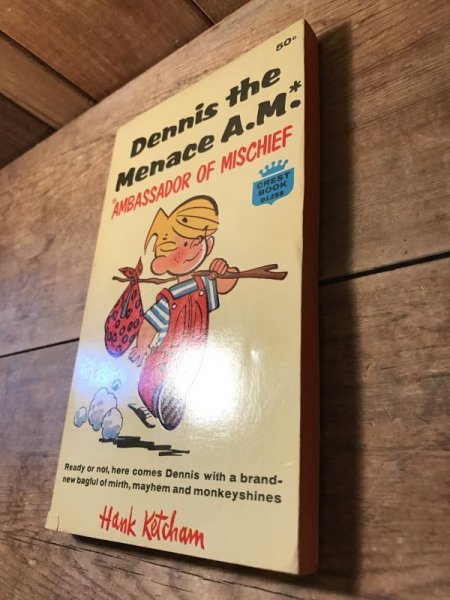 50¢
Dennis the
Menace A.M.*
*AMBASSADOR OF MISCHIEF
CREST
BOOK
D1258
Ready or not, here comes Dennis with a brand-
new bagful of mirth, mayhem and monkeyshines
Hank Ketcham